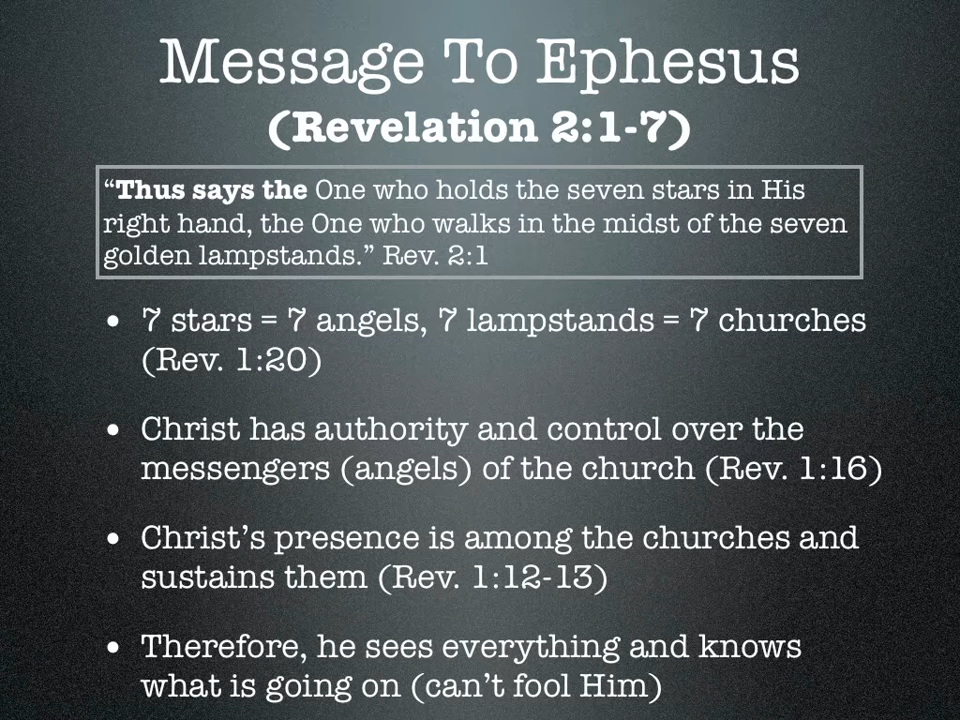 Message To Ephesus
(Revelation 2:1-7)
“Thus says the One who holds the seven stars in His
right hand, the One who walks in the midst of the seven
golden lampstands.” Rev. 2:1
• 7 stars = 7 angels, 7 lampstands = 7 churches
(Rev. 1:20)
• Christ has authority and control over the
messengers (angels) of the church (Rev. 1:16)
• Christ’s presence is among the churches and
sustains them (Rev. 1:12-13)
• Therefore, he sees everything and knows
what is going on (can’t fool Him)